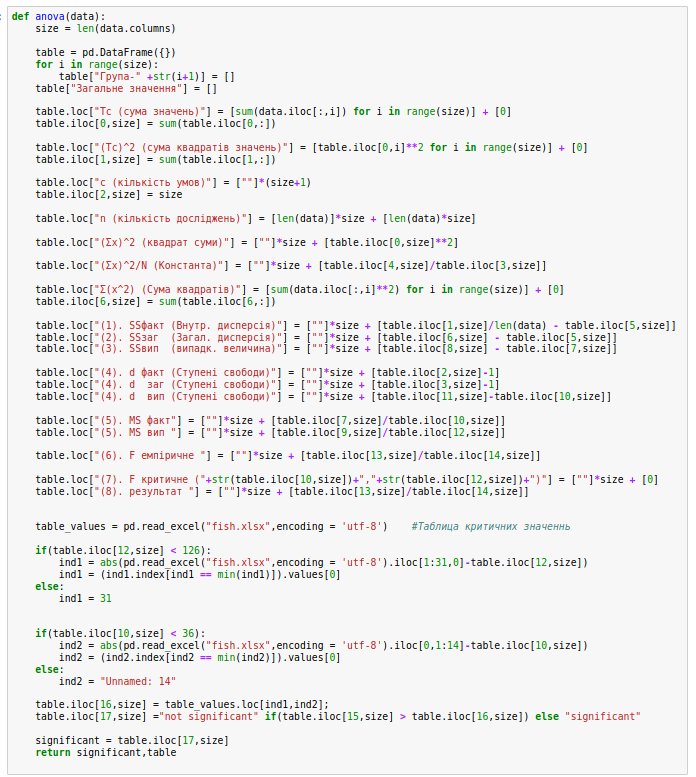 : def anova(data):
size = len(data.columns)
table = pd.DataFrame({})
for i in range(size):
table["Група-" +str(i+1)] = []
table["Загальне значення"] = []
table.loc["Tc (сума значень)"] = [sum(data.iloc[:,i]) for i in range(size)] + [0]
table.iloc[0,size] = sum(table.iloc[0,:])
table.loc["(Tc)^2 (сума квадратів значень)"] = [table.iloc[0,i]**2 for i in range(size)] + [0]
table.iloc[1,size] = sum(table.iloc[1,:])
table.loc["c (кількість умов)"] = [""]*(size+1)
table.iloc[2,size] = size
table.loc["n (кількість досліджень)"] = [len(data)]*size + [len(data)*size]
table.loc["(Σx)^2 (квадрат суми)"] = [""]*size + [table.iloc[0,size]**2]
table.loc["(Σx)^2/N (Константа)"] = [""]*size + [table.iloc[4,size]/table.iloc[3,size]]
table.loc["Σ(x^2) (Сума квадратів)"] = [sum(data.iloc[:,i]**2) for i in range(size)] + [0]
table.iloc[6,size] = sum(table.iloc[6,:])
table.loc["(1). SSфакт (Внутр. дисперсія)"] = [""]*size + [table.iloc[1,size]/len(data) - table.iloc[5,size]]
table.loc["(2). SSзаг  (Загал. дисперсія)"] = [""]*size + [table.iloc[6,size] - table.iloc[5,size]]
table.loc["(3). SSвип  (випадк. величина)"] = [""]*size + [table.iloc[8,size] - table.iloc[7,size]]
table.loc["(4). d факт (Ступені свободи)"] = [""]*size + [table.iloc[2,size]-1]
table.loc["(4). d  заг (Ступені свободи)"] = [""]*size + [table.iloc[3,size]-1]
table.loc["(4). d  вип (Ступені свободи)"] = [""]*size + [table.iloc[11,size]-table.iloc[10,size]]
table.loc["(5). MS факт"] = [""]*size + [table.iloc[7,size]/table.iloc[10,size]]
table.loc["(5). MS вип "] = [""]*size + [table.iloc[9,size]/table.iloc[12,size]]
table.loc["(6). F емпіричне "] = [""]*size + [table.iloc[13,size]/table.iloc[14,size]]
table.loc["(7). F критичне ("+str(table.iloc[10,size])+","+str(table.iloc[12,size])+")"] = [""]*size + [0]
table.loc["(8). результат "] = [""]*size + [table.iloc[13,size]/table.iloc[14,size]]
table_values = pd.read_excel("fish.xlsx",encoding = 'utf-8')    #Таблица критичних значеннь
if(table.iloc[12,size] < 126):
ind1 = abs(pd.read_excel("fish.xlsx",encoding = 'utf-8').iloc[1:31,0]-table.iloc[12,size])
ind1 = (ind1.index[ind1 == min(ind1)]).values[0]
else:
ind1 = 31
if(table.iloc[10,size] < 36):
ind2 = abs(pd.read_excel("fish.xlsx",encoding = 'utf-8').iloc[0,1:14]-table.iloc[10,size])
ind2 = (ind2.index[ind2 == min(ind2)]).values[0]
else:
ind2 = "Unnamed: 14"
table.iloc[16,size] = table_values.loc[ind1,ind2];
table.iloc[17,size] ="not significant" if(table.iloc[15,size] > table.iloc[16,size]) else "significant"
significant = table.iloc[17,size]
return significant,table